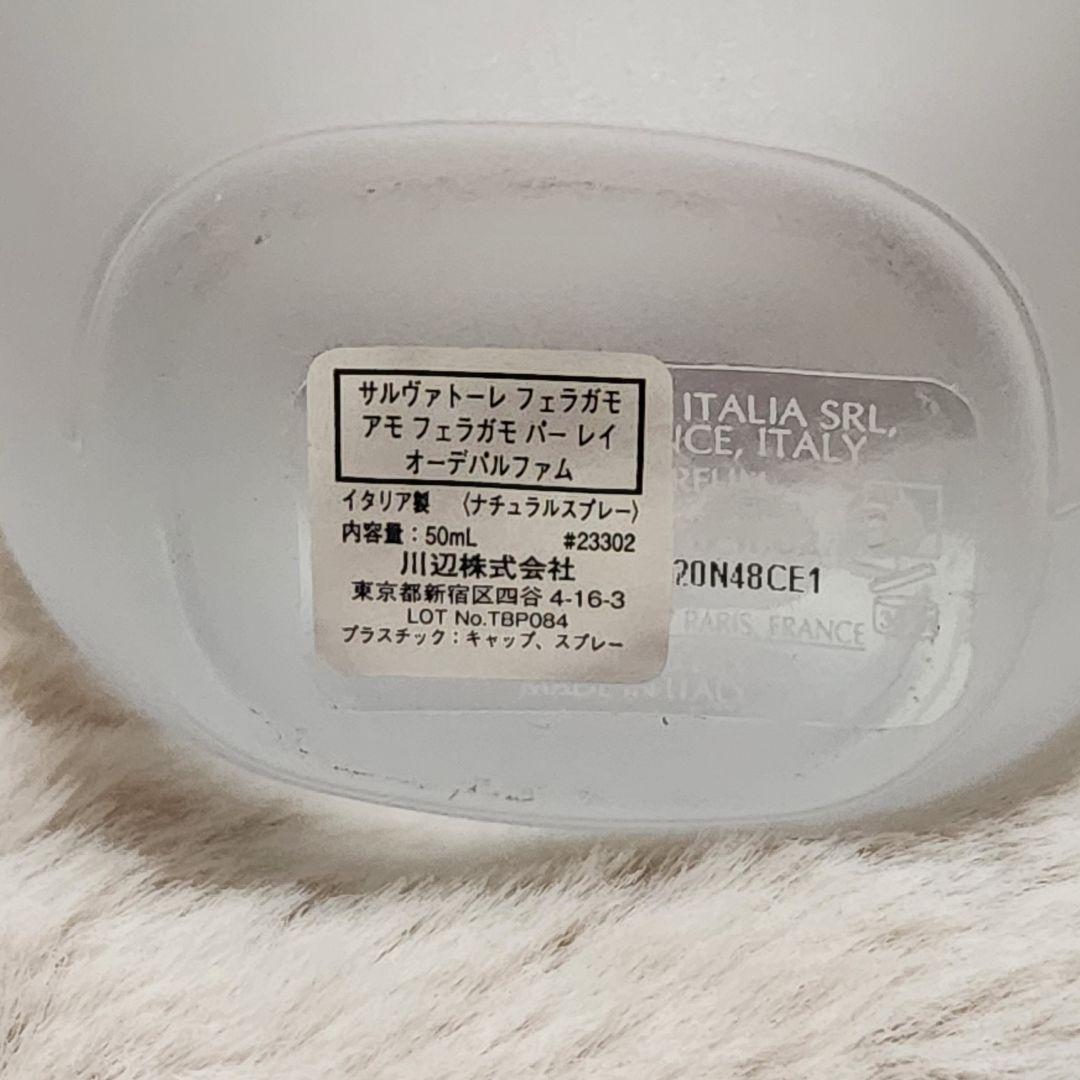 サルヴァトーレ フェラガモ
アモ フェラガモ パー レイ
オーデパルファム
イタリア製 〈ナチュラルスプレー〉
内容量：50mL #23302
川辺株式会社
東京都新宿区四谷 4-16-3
LOT No.TBP084
プラスチック：キャップ、スプレー
ITALIA SRL,
ITALY
20N48CE1
PARIS, FRANCE
MADE IN ITALY